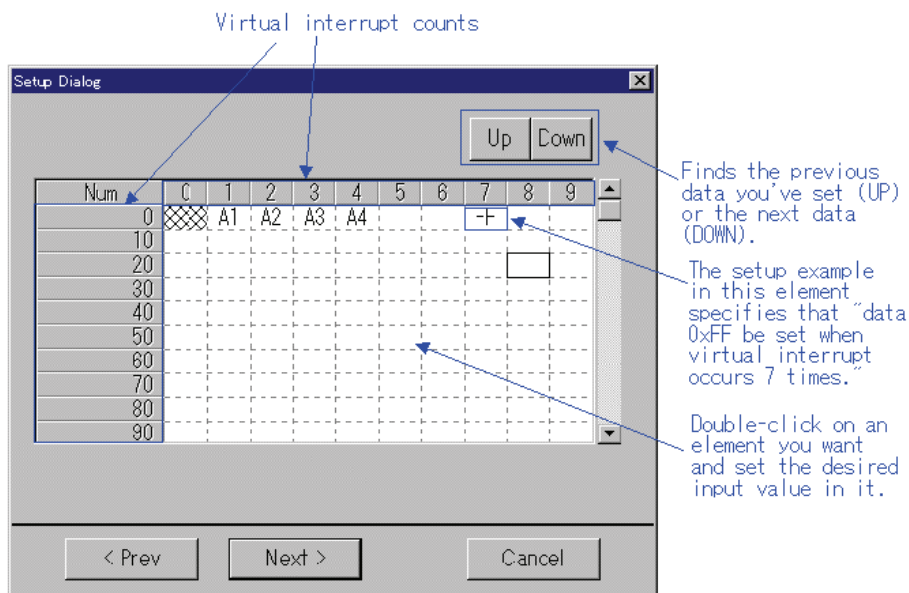 Virtual interrupt counts
Setup Dialog
Up Down
Finds the previous
data you've set (UP)
or the next data
(DOWN).
Num 0 1 2 3 4 5 6 7 8 9
0 A1 A2 A3 A4
10
20
30
40
50
60
70
80
90
The setup example
in this element
specifies that "data
0xFF be set when
virtual interrupt
occurs 7 times."
Double-click on an
element you want
and set the desired
input value in it.
< Prev Next > Cancel